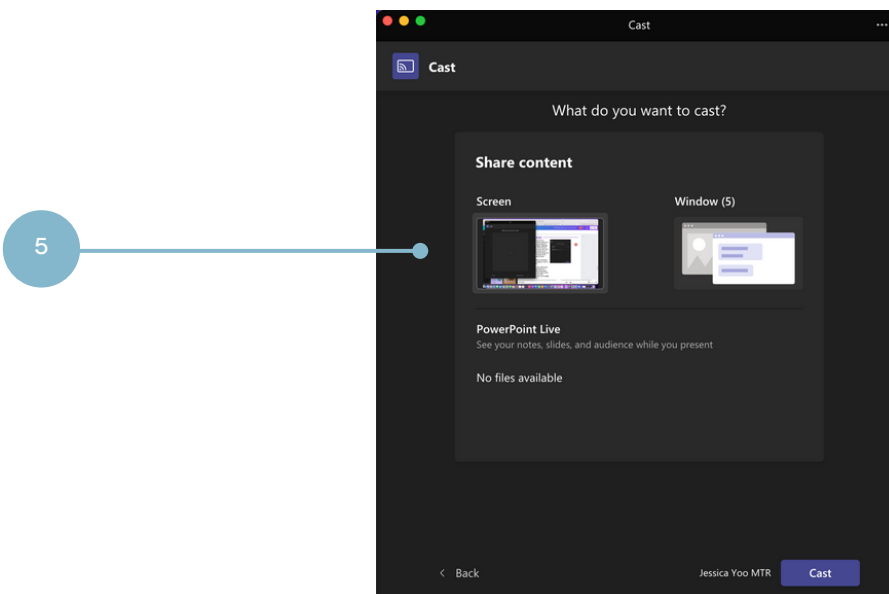 Cast
Cast
What do you want to cast?
Share content
Screen Window (5)
5
PowerPoint Live
See your notes, slides, and audience while you present
No files available
Back Jessica Yoo MTR Cast